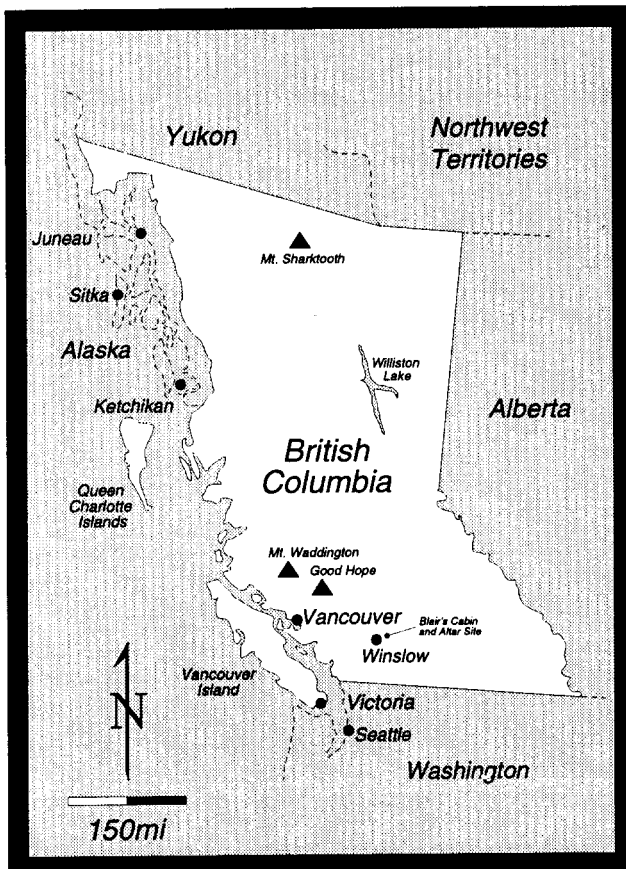 Yukon
Northwest
Territories
Juneau
Mt. Sharktooth
Sitka
Alaska
Williston
Lake
Ketchikan
Alberta
British
Columbia
Queen
Charlotte
Islands
Mt. Waddington
Good Hope
Vancouver
Blair's Cabin
and Altar Site
Winslow
Vancouver
Island
Victoria
N
Seattle
Washington
150mi